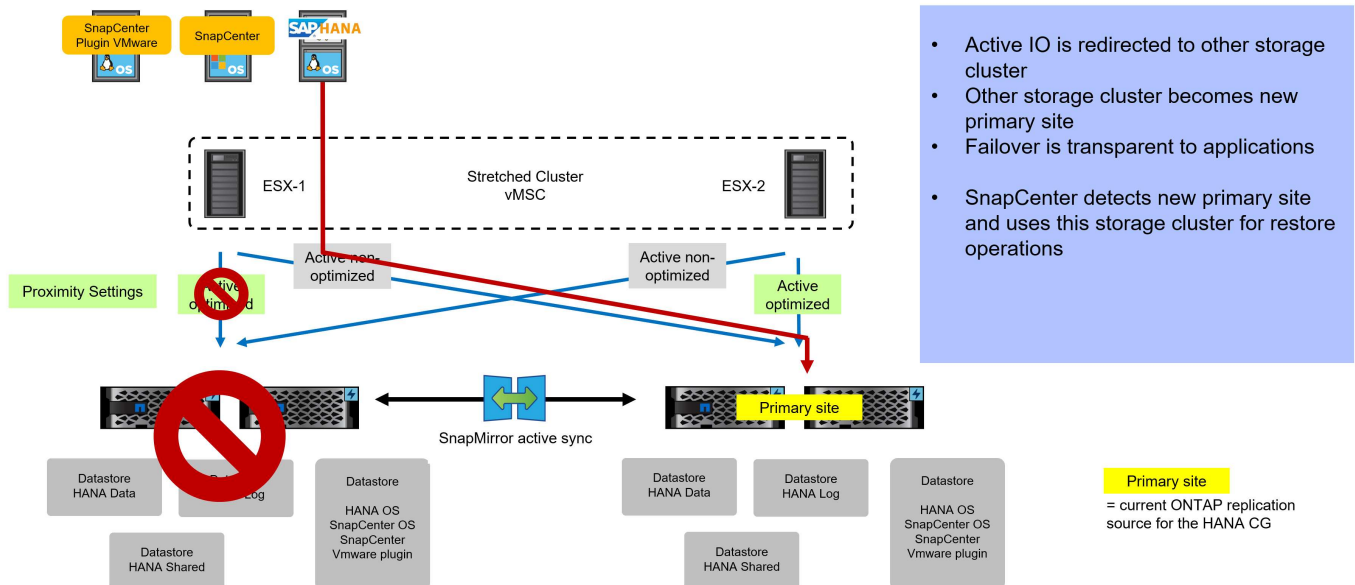 SnapCenter
Plugin VMware
OS
SnapCenter
OS
SAP HANA
OS
ESX-1
Stretched Cluster
vMSC
ESX-2
Proximity Settings
Active non-
optimized
Active non-
optimized
Active
optimized
SnapMirror active sync
Primary site
Datastore
HANA Data
Datastore
HANA OS
SnapCenter OS
SnapCenter
Vmware plugin
Datastore
HANA Shared
Datastore
HANA Data
Datastore
HANA Log
Datastore
HANA OS
SnapCenter OS
SnapCenter
Vmware plugin
Datastore
HANA Shared
• Active IO is redirected to other storage
cluster
• Other storage cluster becomes new
primary site
• Failover is transparent to applications
• SnapCenter detects new primary site
and uses this storage cluster for restore
operations
Primary site
= current ONTAP replication
source for the HANA CG